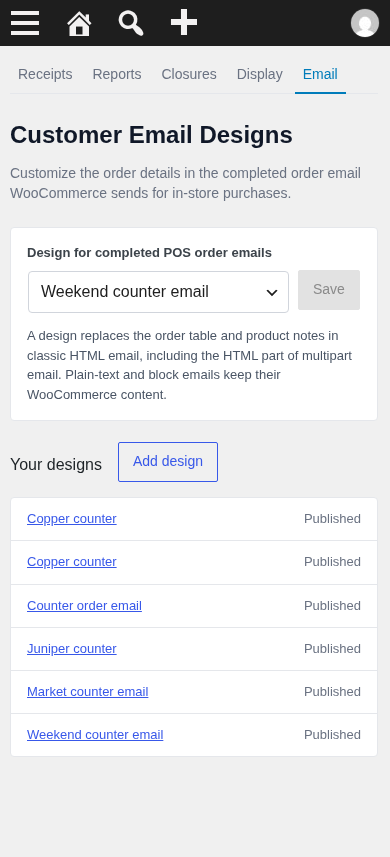 Receipts Reports Closures Display Email
Customer Email Designs
Customize the order details in the completed order email
WooCommerce sends for in-store purchases.
Design for completed POS order emails
Weekend counter email Save
A design replaces the order table and product notes in
classic HTML email, including the HTML part of multipart
email. Plain-text and block emails keep their
WooCommerce content.
Your designs Add design
Copper counter Published
Copper counter Published
Counter order email Published
Juniper counter Published
Market counter email Published
Weekend counter email Published